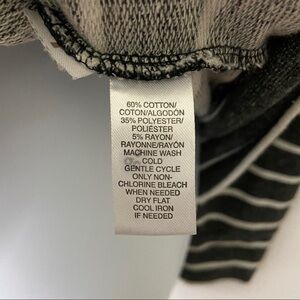 60% COTTON/
COTON/ALGODÓN
35% POLYESTER/
POLIÉSTER
5% RAYON/
RAYONNE/RAYÓN
MACHINE WASH
COLD
GENTLE CYCLE
ONLY NON-
CHLORINE BLEACH
WHEN NEEDED
DRY FLAT
COOL IRON
IF NEEDED